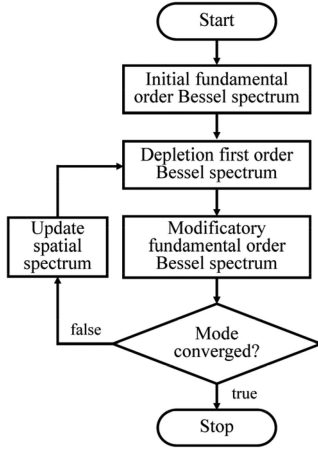 Start
Initial fundamental
order Bessel spectrum
Depletion first order
Bessel spectrum
Update
spatial
spectrum
Modificatory
fundamental order
Bessel spectrum
false
Mode
converged?
true
Stop